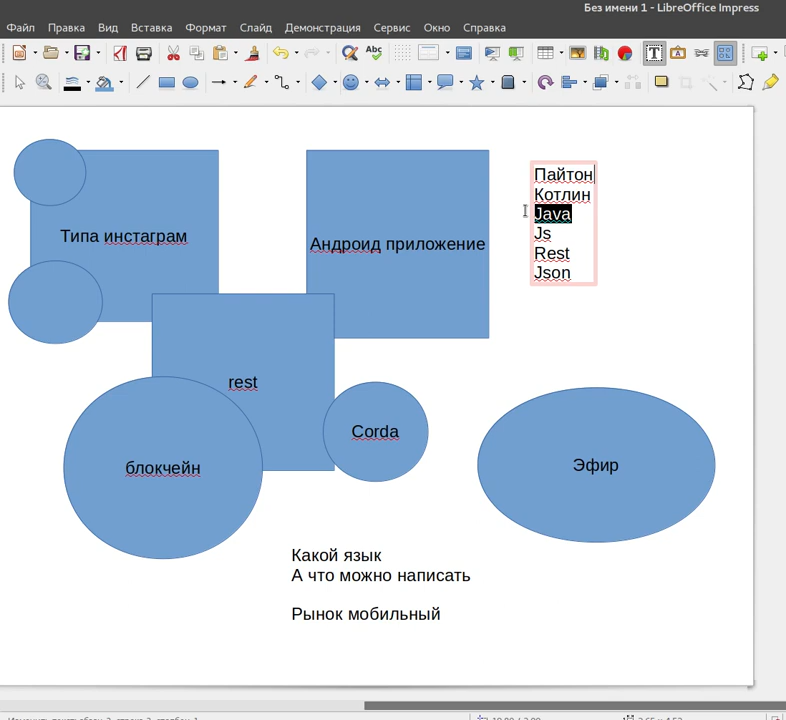 Без имени 1 - LibreOffice Impress
Файл Правка Вид Вставка Формат Слайд Демонстрация Сервис Окно Справка
Abc
Типа инстаграм
Андроид приложение
Пайтон
Котлин
Java
Js
Rest
Json
rest
блокчейн
Corda
Эфир
Какой язык
А что можно написать
Рынок мобильный